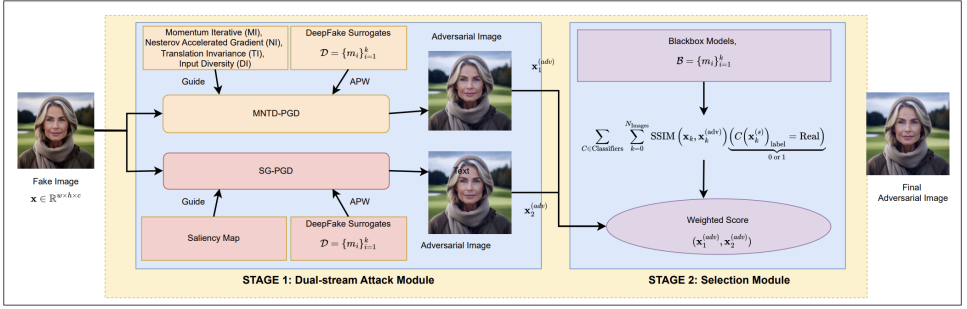 Momentum Iterative (MI),
Nesterov Accelerated Gradient (NI),
Translation Invariance (TI),
Input Diversity (DI)
DeepFake Surrogates
𝒟 = {m_i}_{i=1}^k
Guide
APW
MNTD-PGD
SG-PGD
Guide
APW
Saliency Map
DeepFake Surrogates
𝒟 = {m_i}_{i=1}^k
Fake Image
x ∈ ℝ^{w×h×c}
Adversarial Image
x_1^{(adv)}
Text
x_2^{(adv)}
Adversarial Image
STAGE 1: Dual-stream Attack Module
Blackbox Models,
ℬ = {m_i}_{i=1}^k
∑_{C∈Classifiers} ∑_{k=0}^{N_Images} SSIM (x_k, x_k^{(adv)}) (C(x_k^{(s)})_{label} = Real)
0 or 1
Weighted Score
(x_1^{(adv)}, x_2^{(adv)})
STAGE 2: Selection Module
Final
Adversarial Image